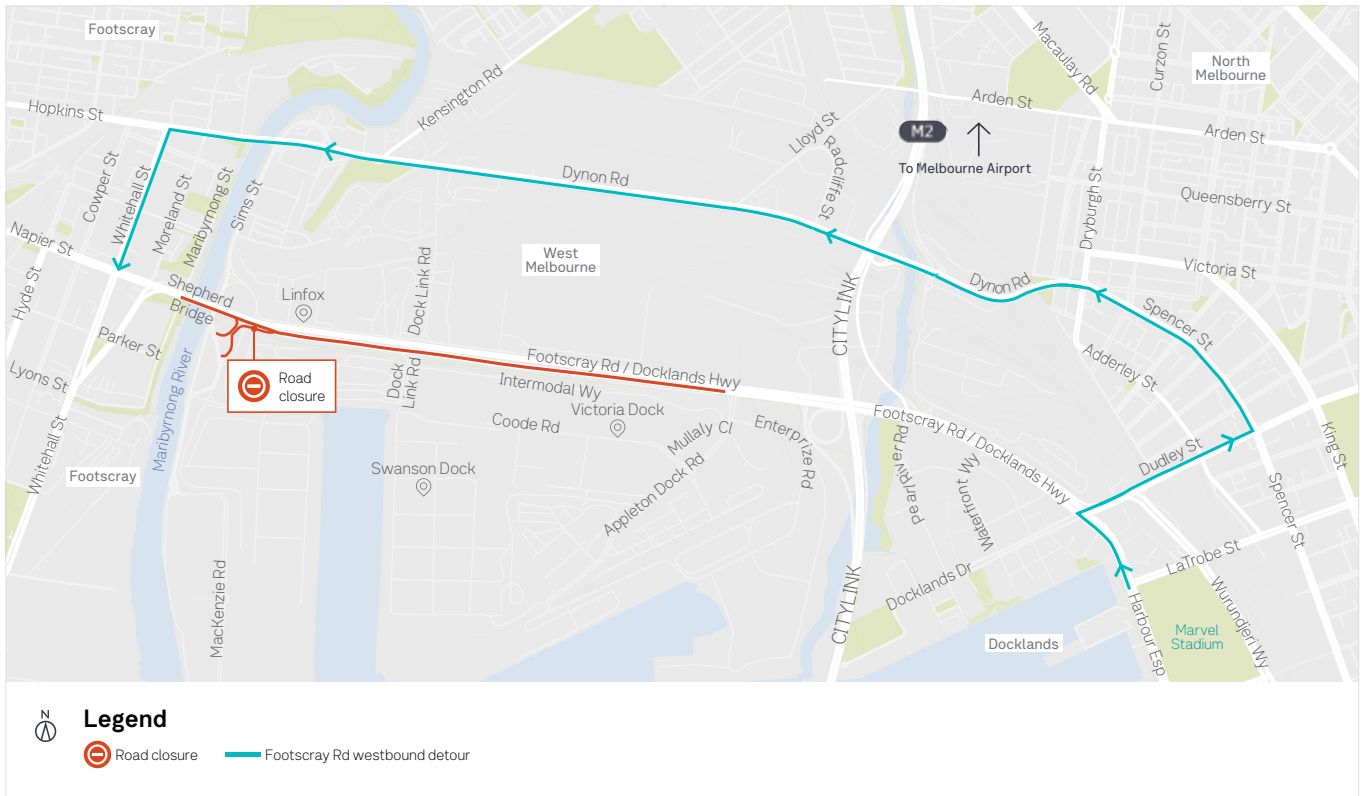 Footscray
Macaulay Rd
Curzon St
North
Melbourne
Kensington Rd
Hopkins St
Arden St
Lloyd St
M2
Arden St
Radcliffe St
To Melbourne Airport
Dynon Rd
Cowper St
Whitehall St
Moreland St
Maribyrnong St
Sims St
Dryburgh St
Queensberry St
Napier St
West
Melbourne
Victoria St
Hyde St
Shepherd
Bridge
Linfox
Dock Link Rd
CITYLINK
Dynon Rd
Spencer St
Parker St
Lyons St
Road
closure
Dock
Link Rd
Footscray Rd / Docklands Hwy
Intermodal Wy
Adderley St
Maribyrnong River
Victoria Dock
Coode Rd
Mullaly Cl
Enterprize Rd
Footscray Rd / Docklands Hwy
Pearl River Rd
Waterfront Wy
Dudley St
King St
Whitehall St
Footscray
Swanson Dock
Appleton Dock Rd
Spencer St
LaTrobe St
MacKenzie Rd
CITYLINK
Docklands Dr
Harbour Esp
Wurundjeri Wy
Docklands
Marvel
Stadium
N
Legend
Road closure
Footscray Rd westbound detour